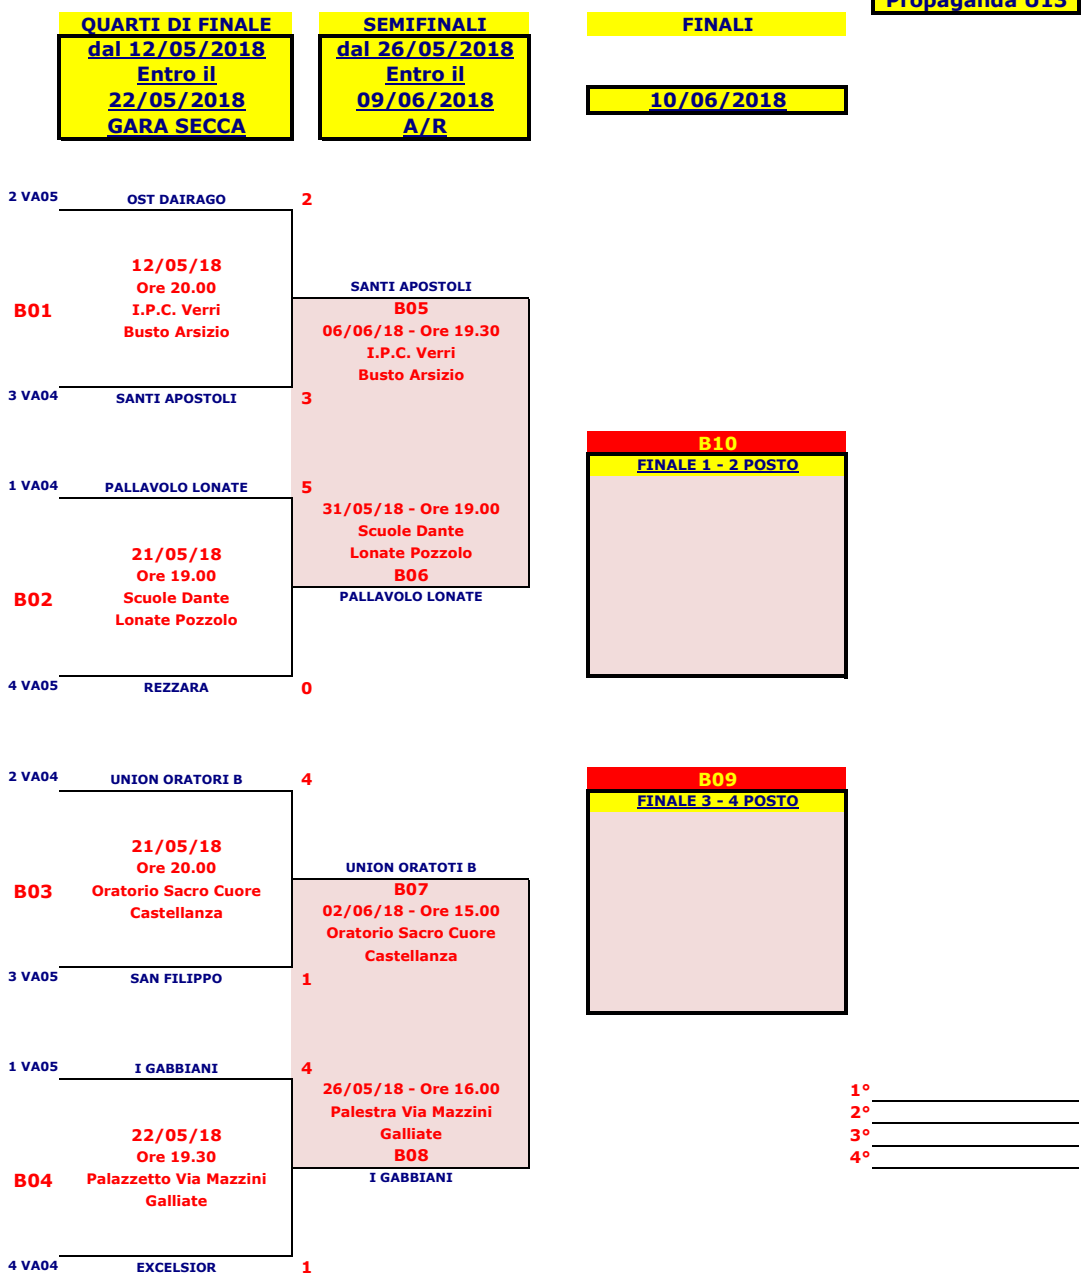 Propaganda U13
QUARTI DI FINALE
dal 12/05/2018
Entro il
22/05/2018
GARA SECCA
SEMIFINALI
dal 26/05/2018
Entro il
09/06/2018
A/R
FINALI
10/06/2018
2 VA05 OST DAIRAGO 2
B01
12/05/18
Ore 20.00
I.P.C. Verri
Busto Arsizio
3 VA04 SANTI APOSTOLI 3
SANTI APOSTOLI
B05
06/06/18 - Ore 19.30
I.P.C. Verri
Busto Arsizio
1 VA04 PALLAVOLO LONATE 5
B02
21/05/18
Ore 19.00
Scuole Dante
Lonate Pozzolo
4 VA05 REZZARA 0
31/05/18 - Ore 19.00
Scuole Dante
Lonate Pozzolo
B06
PALLAVOLO LONATE
B10
FINALE 1 - 2 POSTO
2 VA04 UNION ORATORI B 4
B03
21/05/18
Ore 20.00
Oratorio Sacro Cuore
Castellanza
3 VA05 SAN FILIPPO 1
UNION ORATOTI B
B07
02/06/18 - Ore 15.00
Oratorio Sacro Cuore
Castellanza
B09
FINALE 3 - 4 POSTO
1 VA05 I GABBIANI 4
B04
22/05/18
Ore 19.30
Palazzetto Via Mazzini
Galliate
4 VA04 EXCELSIOR 1
26/05/18 - Ore 16.00
Palestra Via Mazzini
Galliate
B08
I GABBIANI
1°
2°
3°
4°